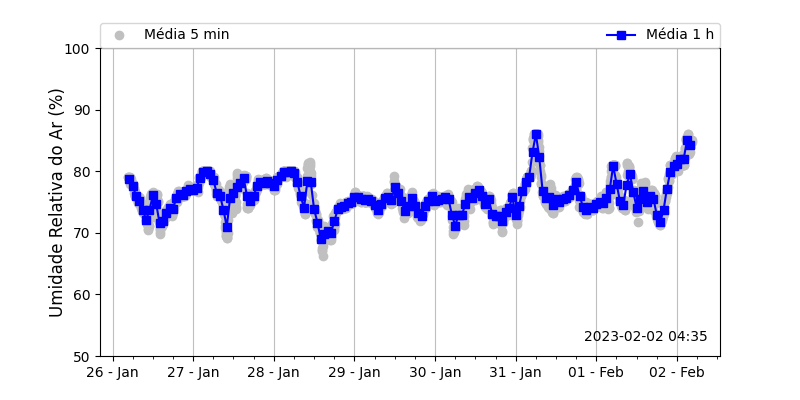 Média 5 min
Média 1 h
Umidade Relativa do Ar (%)
100
90
80
70
60
50
2023-02-02 04:35
26 - Jan
27 - Jan
28 - Jan
29 - Jan
30 - Jan
31 - Jan
01 - Feb
02 - Feb